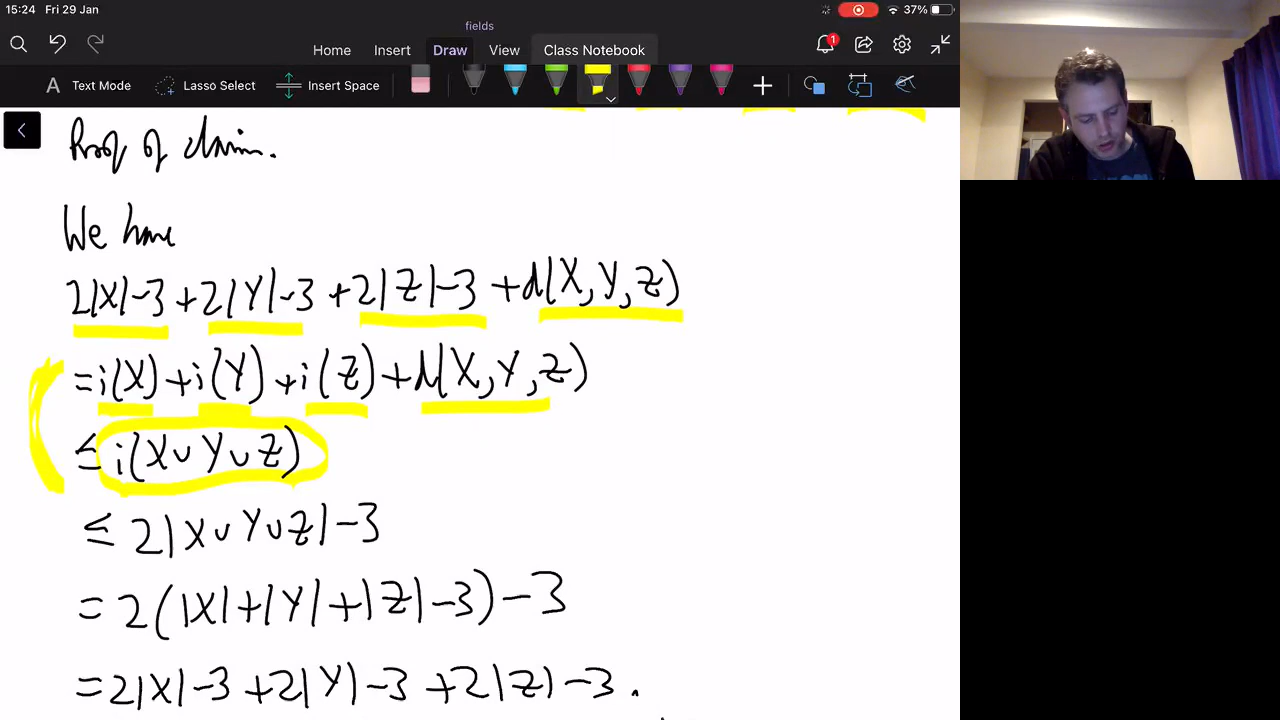 15:24 Fri 29 Jan 37%
fields
Home Insert Draw View Class Notebook 1
A Text Mode Lasso Select Insert Space
Proof of claim.
We have
2|X|-3 +2|Y|-3 +2|Z|-3 +d(X,Y,Z)
=i(X)+i(Y)+i(Z)+d(X,Y,Z)
≤ i(X∪Y∪Z)
≤ 2|X∪Y∪Z|-3
= 2(|X|+|Y|+|Z|-3)-3
=2|X|-3 +2|Y|-3 +2|Z|-3.